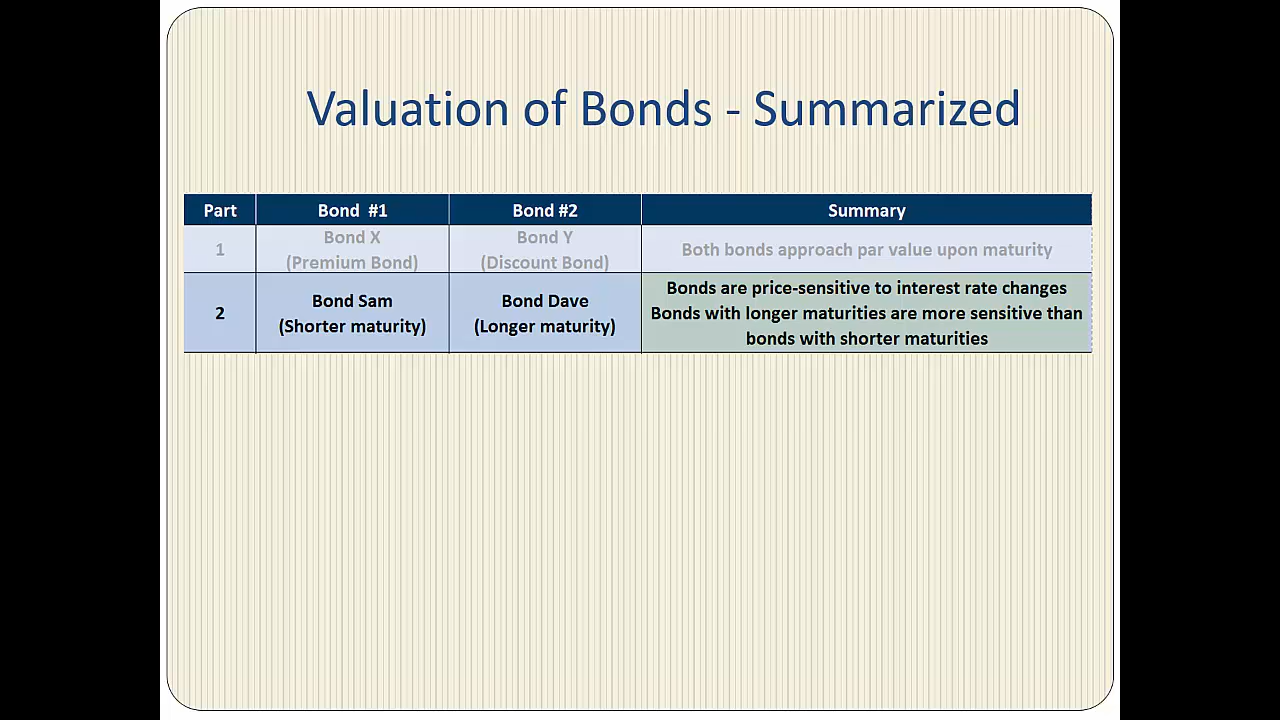 Valuation of Bonds - Summarized
Part Bond #1 Bond #2 Summary
1 Bond X (Premium Bond) Bond Y (Discount Bond) Both bonds approach par value upon maturity
2 Bond Sam (Shorter maturity) Bond Dave (Longer maturity) Bonds are price-sensitive to interest rate changes
Bonds with longer maturities are more sensitive than
bonds with shorter maturities